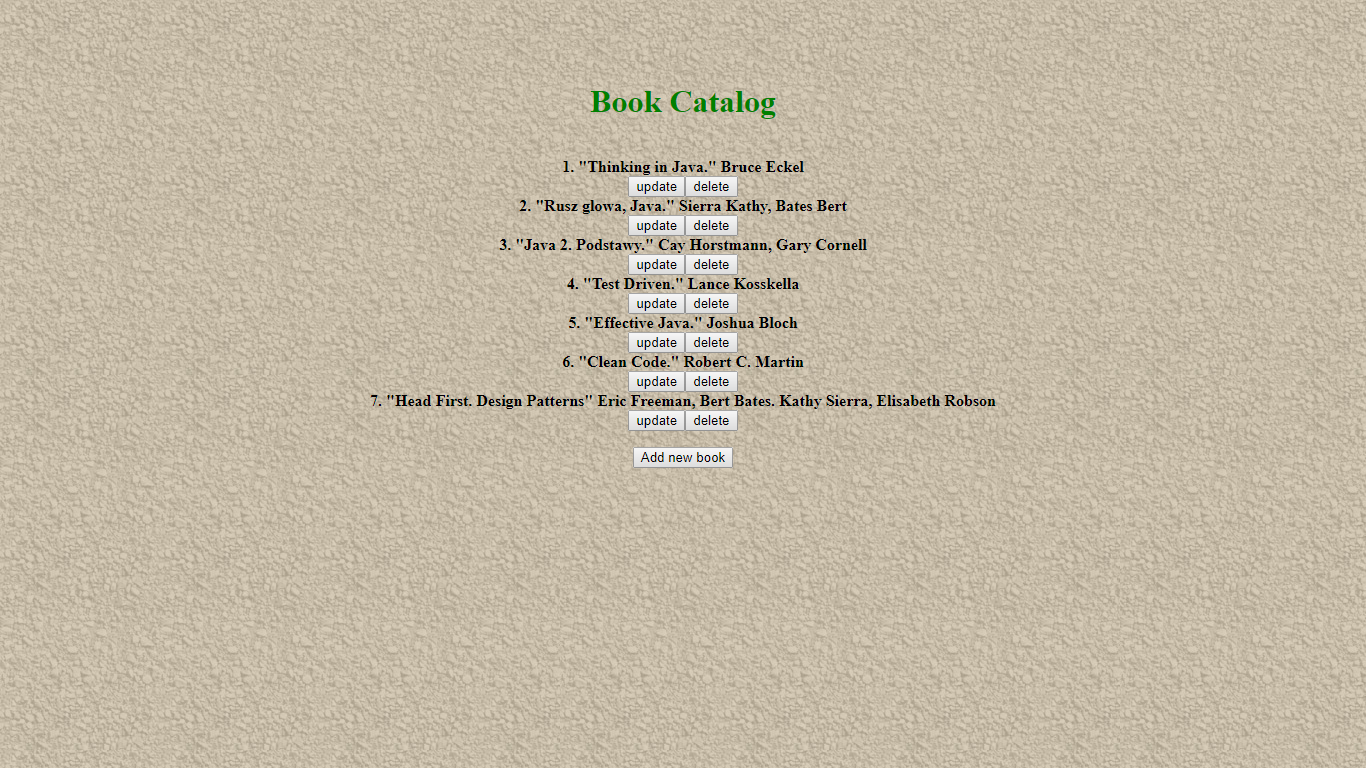 Book Catalog
1. "Thinking in Java." Bruce Eckel
update delete
2. "Rusz glowa, Java." Sierra Kathy, Bates Bert
update delete
3. "Java 2. Podstawy." Cay Horstmann, Gary Cornell
update delete
4. "Test Driven." Lance Kosskella
update delete
5. "Effective Java." Joshua Bloch
update delete
6. "Clean Code." Robert C. Martin
update delete
7. "Head First. Design Patterns" Eric Freeman, Bert Bates. Kathy Sierra, Elisabeth Robson
update delete
Add new book